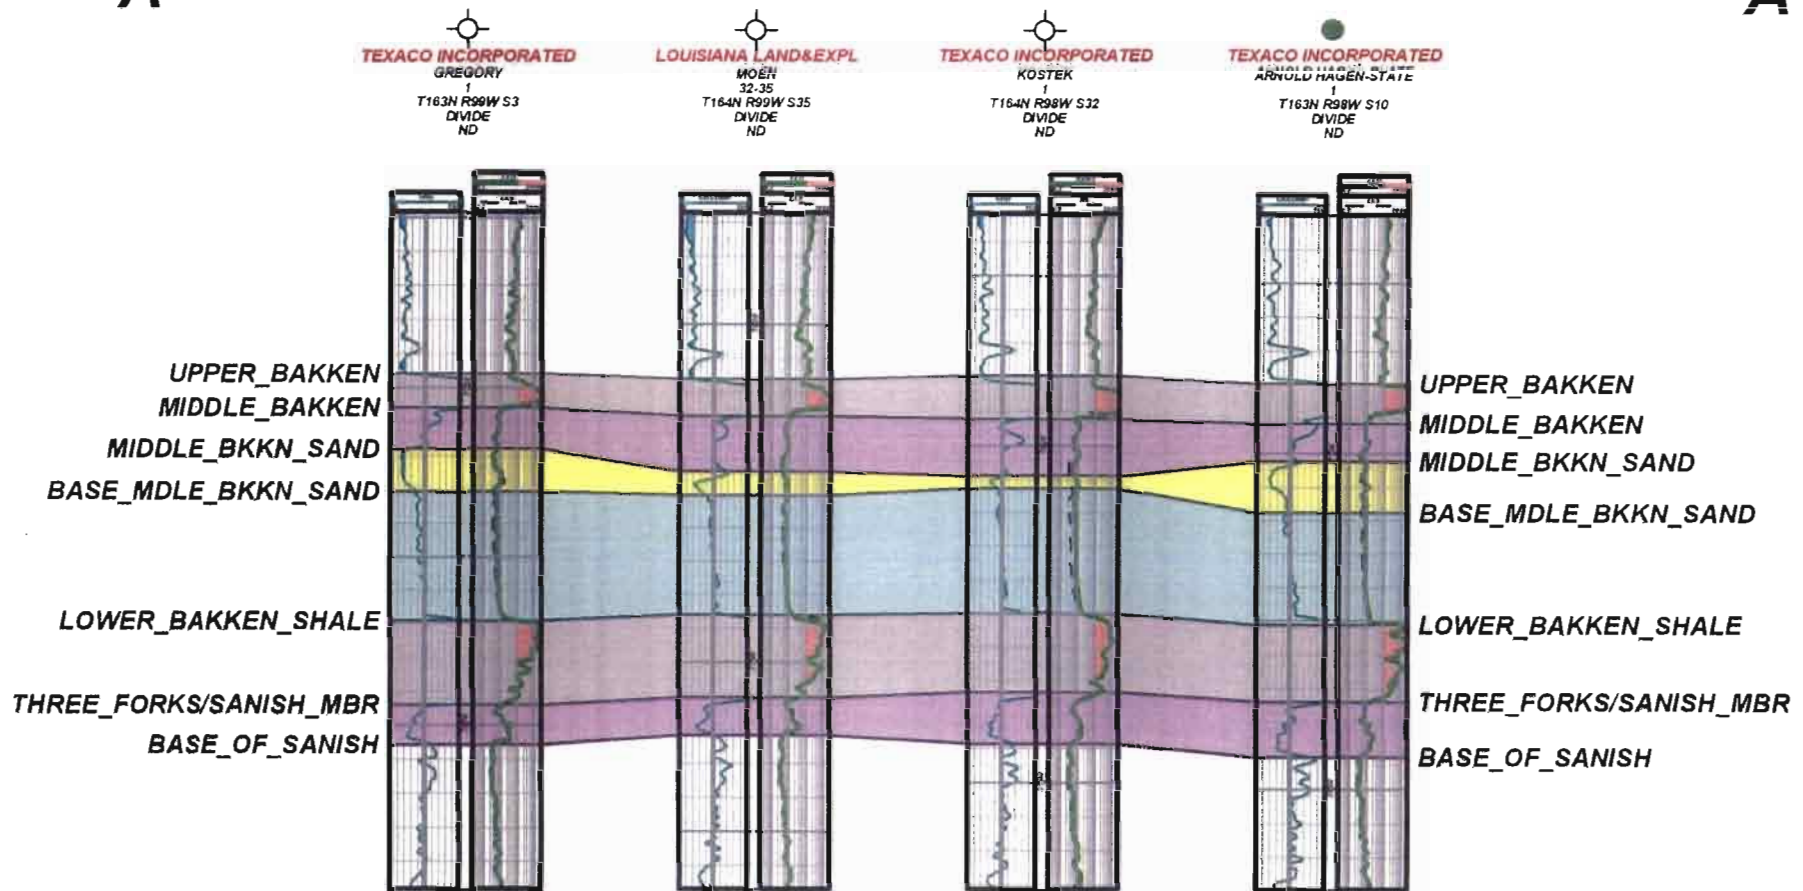 A A
TEXACO INCORPORATED
GREGORY
1
T163N R99W S3
DIVIDE
ND
LOUISIANA LAND&EXPL
MOEN
32-35
T164N R99W S35
DIVIDE
ND
TEXACO INCORPORATED
KOSTEK
1
T164N R98W S32
DIVIDE
ND
TEXACO INCORPORATED
ARNOLD HAGEN-STATE
1
T163N R98W S10
DIVIDE
ND
UPPER_BAKKEN
MIDDLE_BAKKEN
MIDDLE_BKKN_SAND
BASE_MDLE_BKKN_SAND
LOWER_BAKKEN_SHALE
THREE_FORKS/SANISH_MBR
BASE_OF_SANISH
UPPER_BAKKEN
MIDDLE_BAKKEN
MIDDLE_BKKN_SAND
BASE_MDLE_BKKN_SAND
LOWER_BAKKEN_SHALE
THREE_FORKS/SANISH_MBR
BASE_OF_SANISH